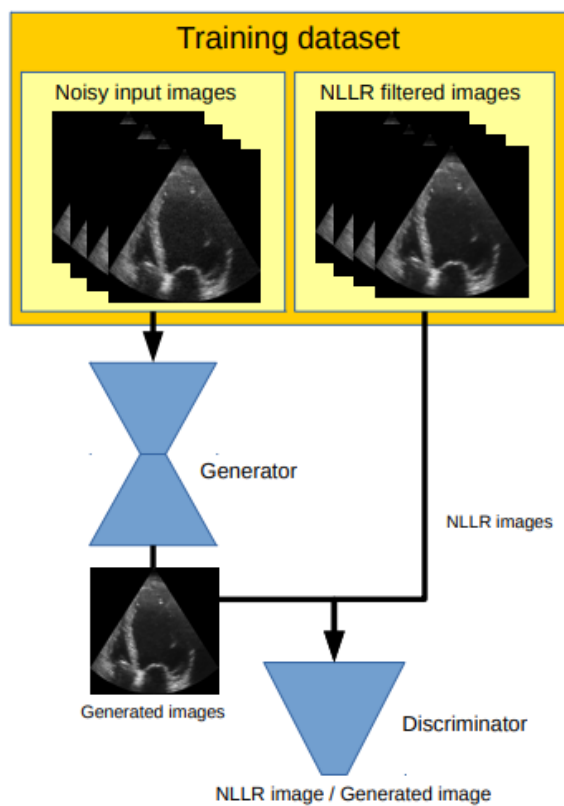 Training dataset
Noisy input images
NLLR filtered images
Generator
NLLR images
Generated images
Discriminator
NLLR image / Generated image